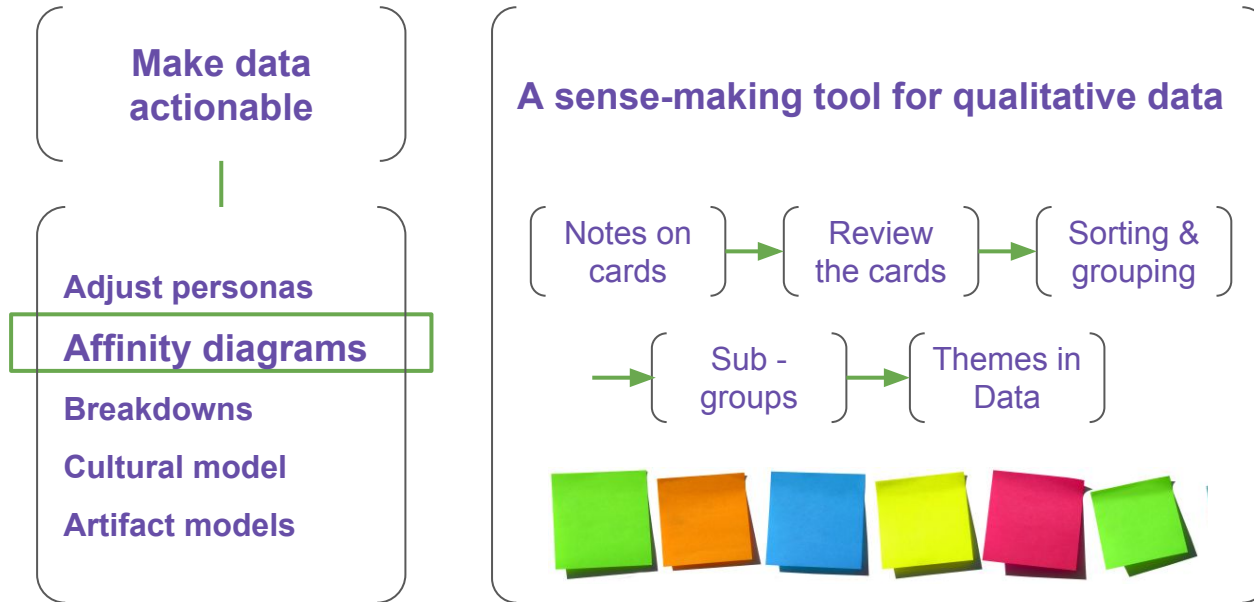 Make data
actionable
Adjust personas
Affinity diagrams
Breakdowns
Cultural model
Artifact models
A sense-making tool for qualitative data
Notes on
cards
Review
the cards
Sorting &
grouping
Sub -
groups
Themes in
Data